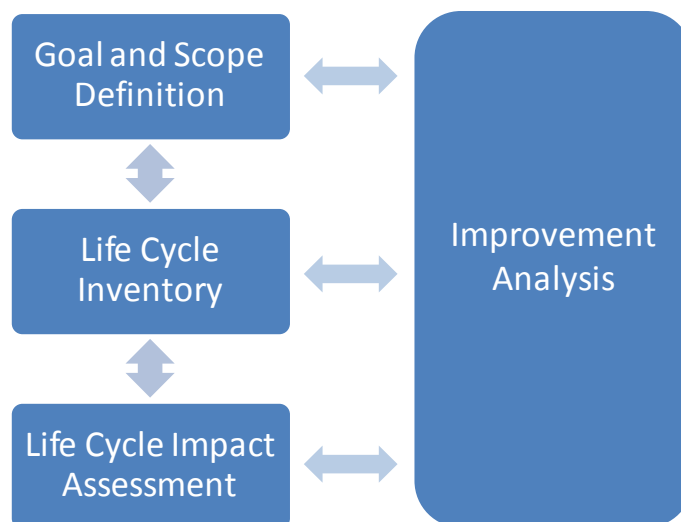 Goal and Scope
Definition
Life Cycle
Inventory
Improvement
Analysis
Life Cycle Impact
Assessment